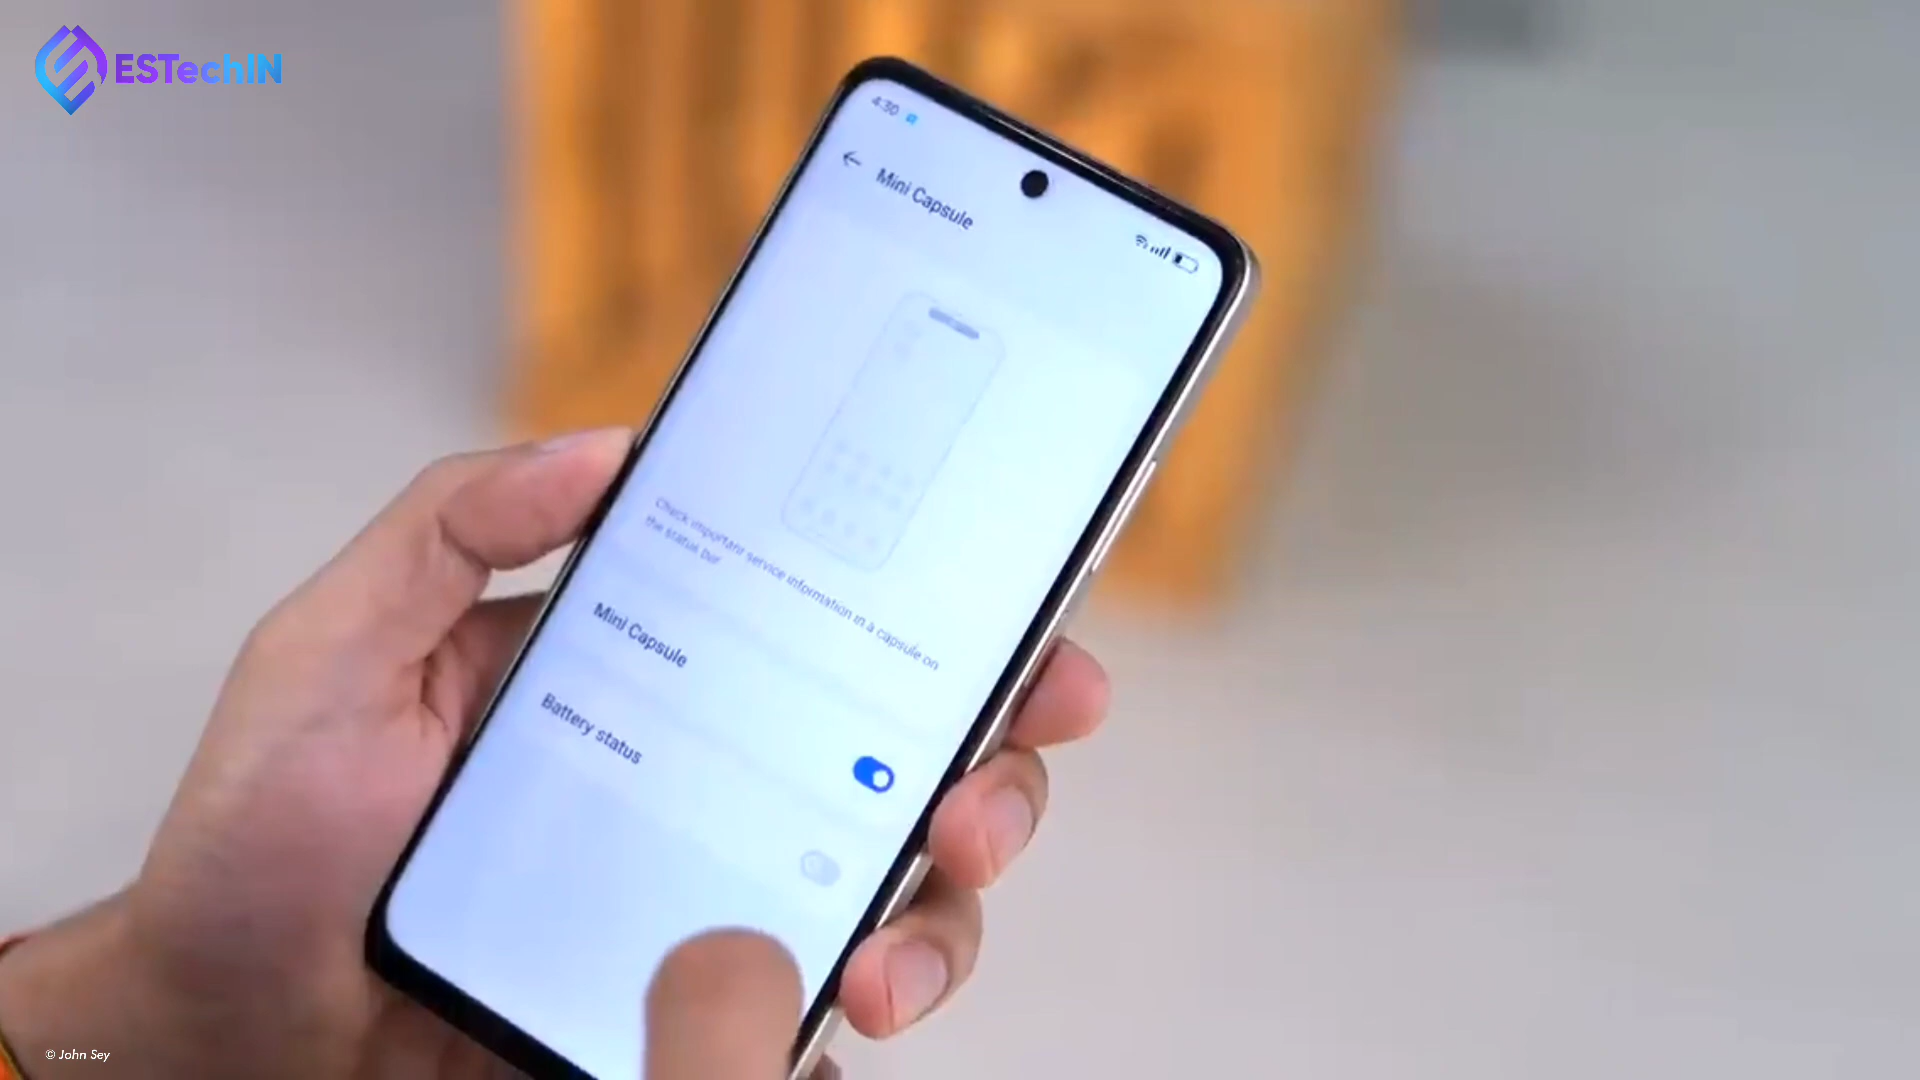 ESTechIN
4:30
Mini Capsule
Check important service information in a capsule on
the status bar
Mini Capsule
Battery status
© John Sey